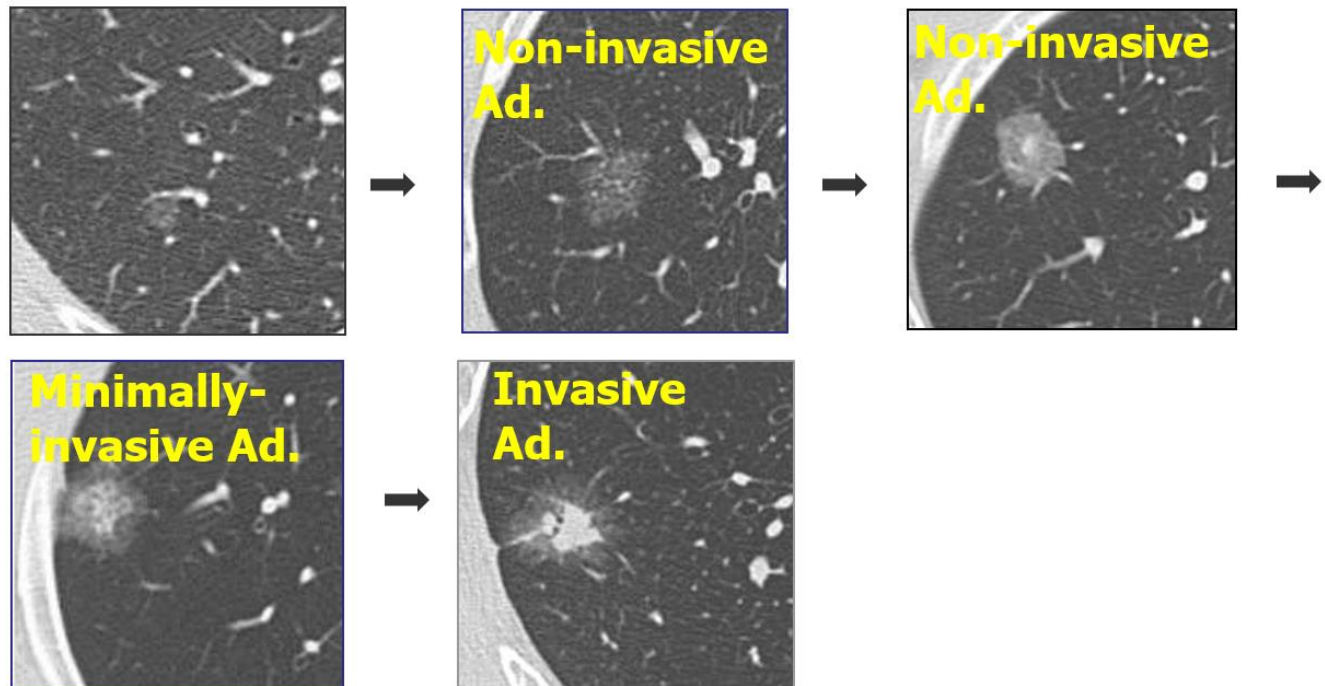 Non-invasive
Ad.
Non-invasive
Ad.
Minimally-
invasive Ad.
Invasive
Ad.